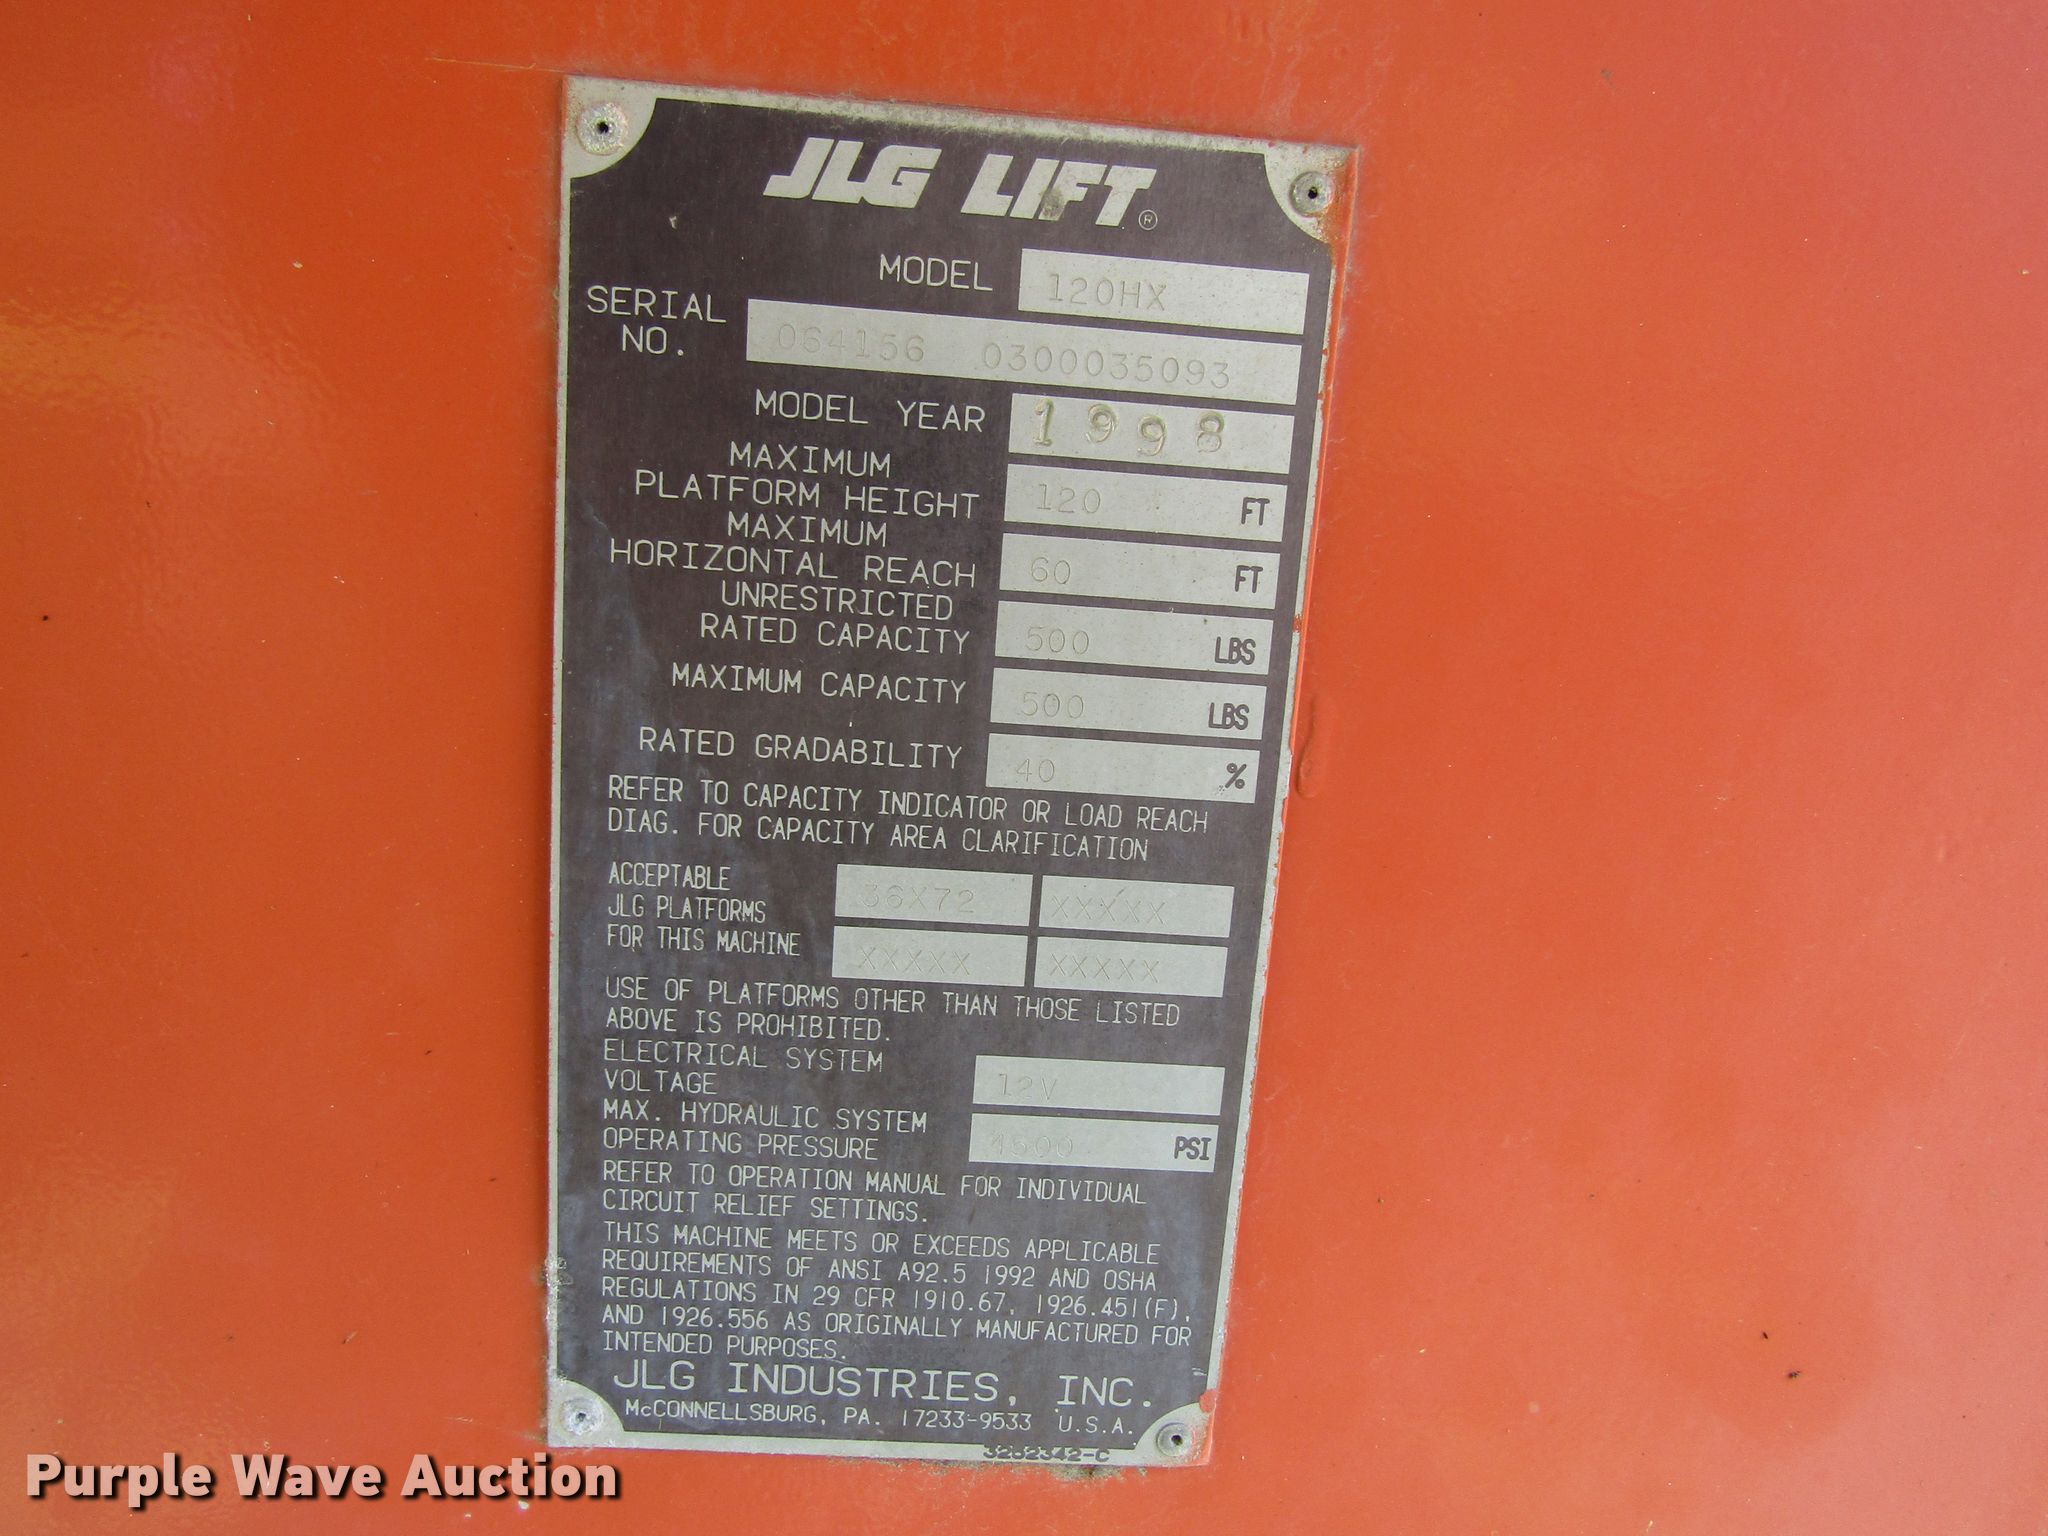 JLG LIFT®
MODEL 120HX
SERIAL NO. 064156 0300035093
MODEL YEAR 1998
MAXIMUM
PLATFORM HEIGHT 120 FT
MAXIMUM
HORIZONTAL REACH 60 FT
UNRESTRICTED
RATED CAPACITY 500 LBS
MAXIMUM CAPACITY 500 LBS
RATED GRADABILITY 40 %
REFER TO CAPACITY INDICATOR OR LOAD REACH
DIAG. FOR CAPACITY AREA CLARIFICATION
ACCEPTABLE
JLG PLATFORMS
FOR THIS MACHINE
36X72 XXXXX
XXXXX XXXXX
USE OF PLATFORMS OTHER THAN THOSE LISTED
ABOVE IS PROHIBITED.
ELECTRICAL SYSTEM
VOLTAGE 12V
MAX. HYDRAULIC SYSTEM
OPERATING PRESSURE 4500 PSI
REFER TO OPERATION MANUAL FOR INDIVIDUAL
CIRCUIT RELIEF SETTINGS.
THIS MACHINE MEETS OR EXCEEDS APPLICABLE
REQUIREMENTS OF ANSI A92.5 1992 AND OSHA
REGULATIONS IN 29 CFR 1910.67, 1926.451(F),
AND 1926.556 AS ORIGINALLY MANUFACTURED FOR
INTENDED PURPOSES.
JLG INDUSTRIES, INC.
McCONNELLSBURG, PA. 17233-9533 U.S.A.
3252342-C
Purple Wave Auction